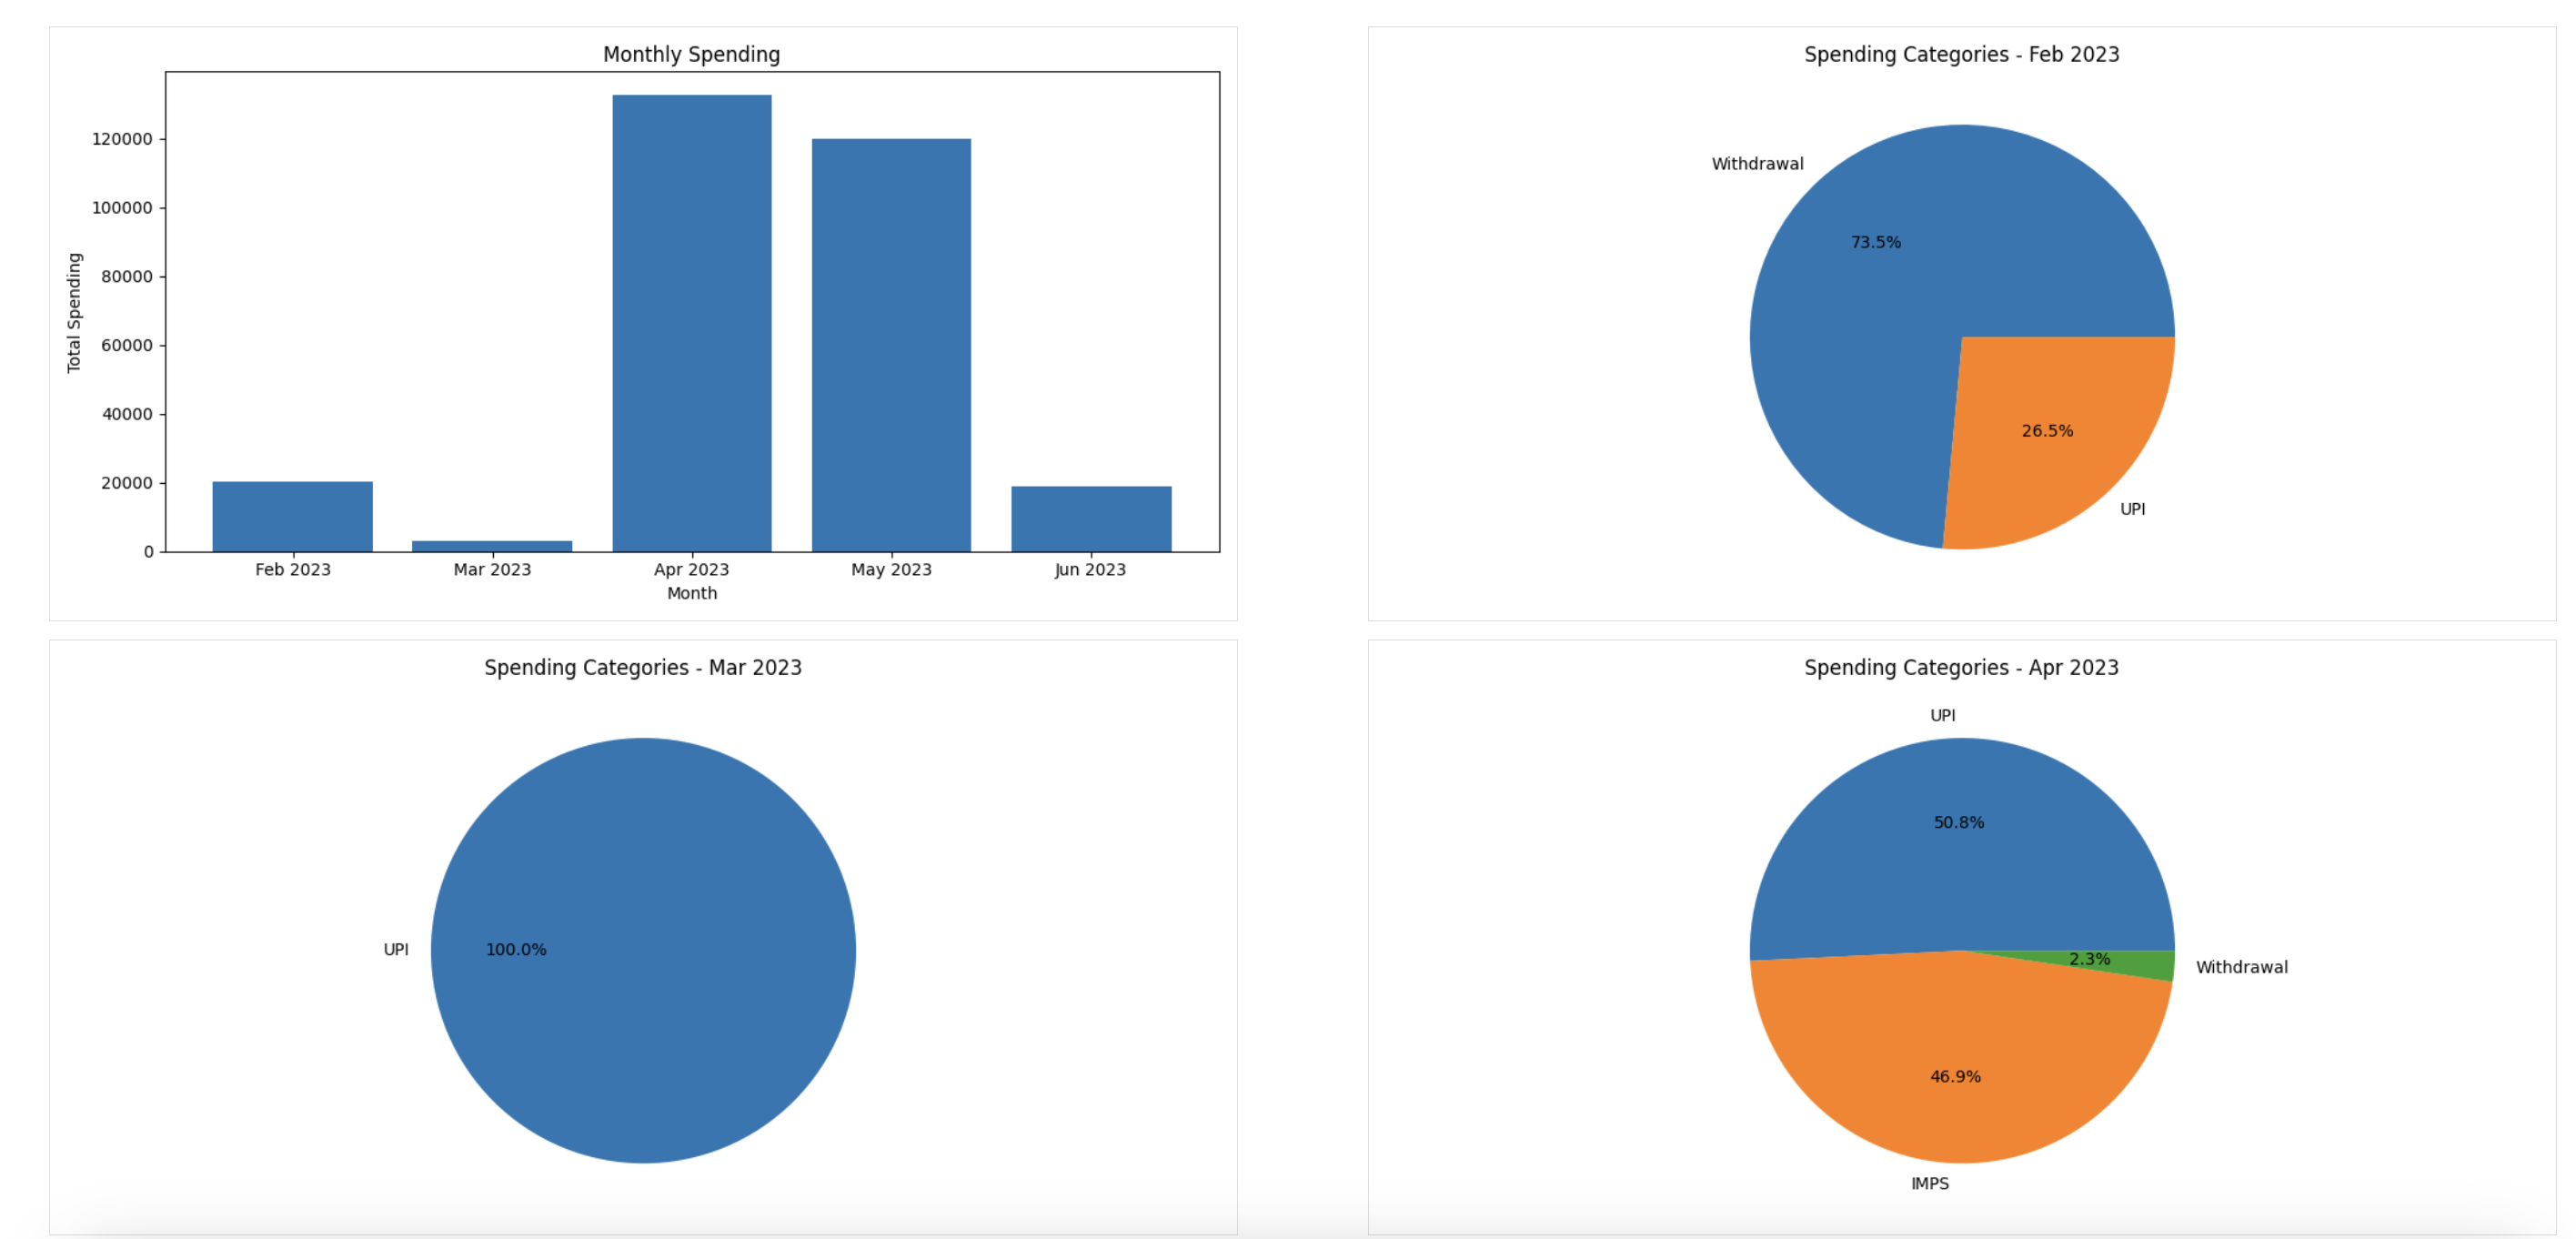 Monthly Spending
120000
100000
80000
60000
40000
20000
0
Total Spending
Feb 2023 Mar 2023 Apr 2023 May 2023 Jun 2023
Month
Spending Categories - Feb 2023
Withdrawal
73.5%
26.5%
UPI
Spending Categories - Mar 2023
UPI 100.0%
Spending Categories - Apr 2023
UPI
50.8%
2.3% Withdrawal
46.9%
IMPS